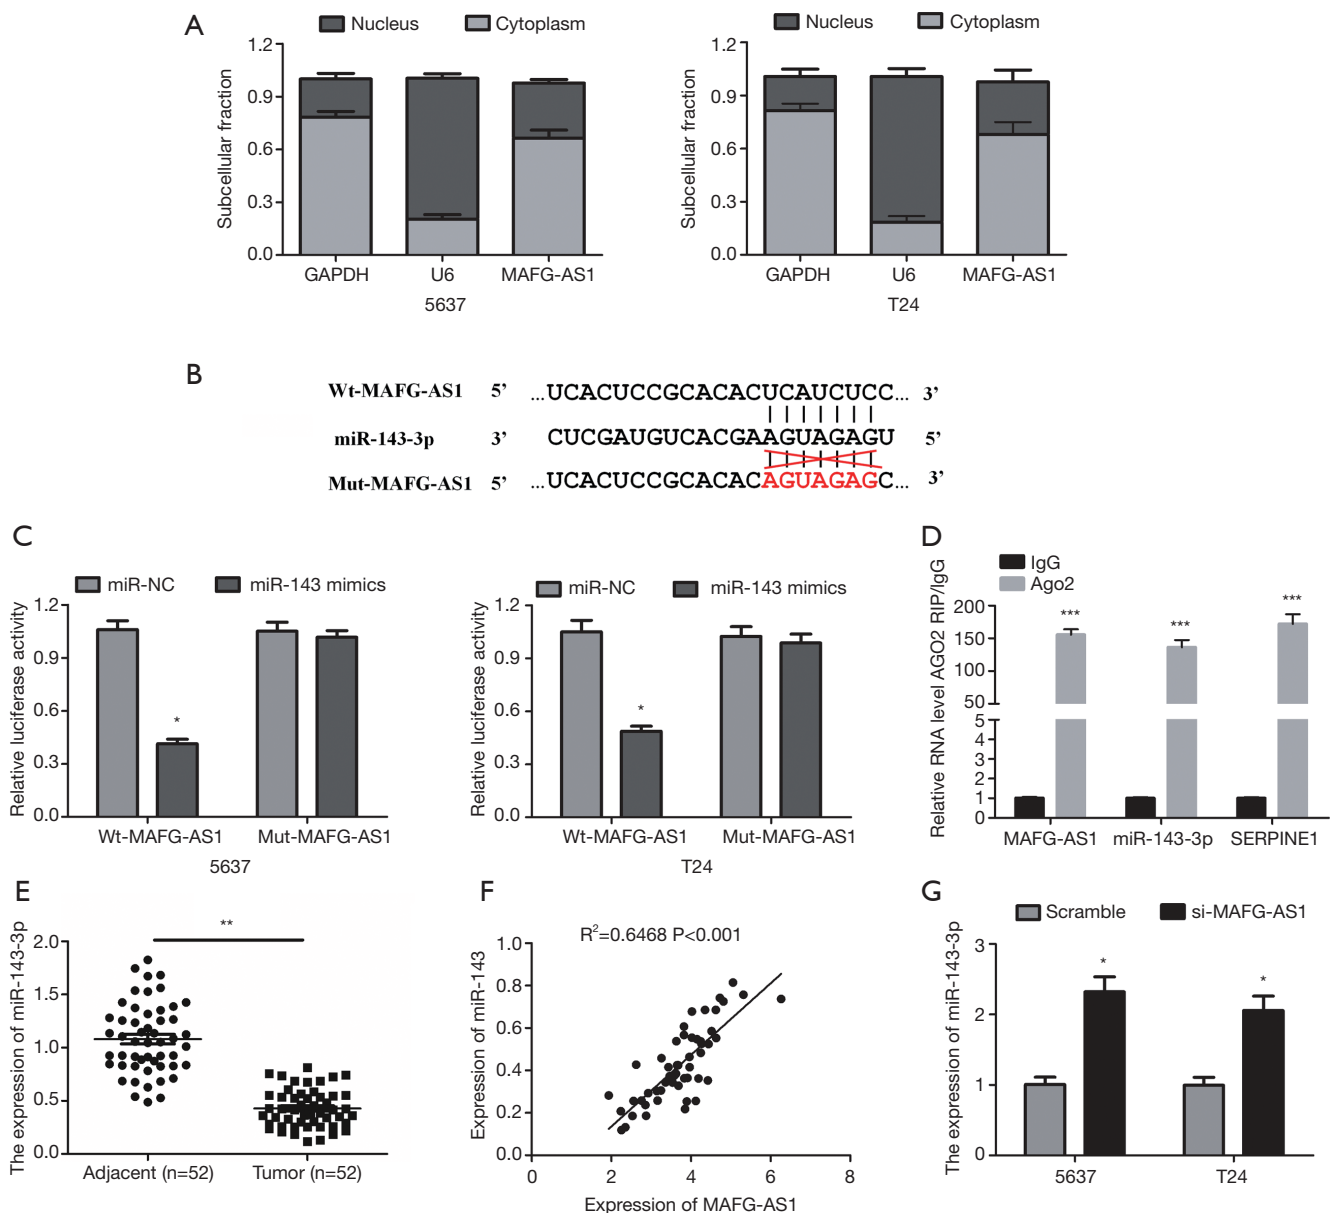 A
Nucleus Cytoplasm
Subcellular fraction
1.2
0.9
0.6
0.3
0.0
GAPDH U6 MAFG-AS1
5637
Nucleus Cytoplasm
Subcellular fraction
1.2
0.9
0.6
0.3
0.0
GAPDH U6 MAFG-AS1
T24
B
Wt-MAFG-AS1 5’ ...UCACUCCGCACACUCAUCUCC... 3’
miR-143-3p 3’ CUCGAUGUCACGAAGUAGAGU 5’
Mut-MAFG-AS1 5’ ...UCACUCCGCACACAGUAGAGC... 3’
C
miR-NC miR-143 mimics
Relative luciferase activity
1.2
0.9
0.6
0.3
0.0
*
Wt-MAFG-AS1 Mut-MAFG-AS1
5637
miR-NC miR-143 mimics
Relative luciferase activity
1.2
0.9
0.6
0.3
0.0
*
Wt-MAFG-AS1 Mut-MAFG-AS1
T24
D
IgG
Ago2
Relative RNA level AGO2 RIP/IgG
200
150
100
50
5
4
3
2
1
0
*** *** ***
MAFG-AS1 miR-143-3p SERPINE1
E
The expression of miR-143-3p
2.0
1.5
1.0
0.5
0.0
**
Adjacent (n=52) Tumor (n=52)
F
R²=0.6468 P<0.001
Expression of miR-143
1.0
0.8
0.6
0.4
0.2
0.0
0 2 4 6 8
Expression of MAFG-AS1
G
Scramble si-MAFG-AS1
The expression of miR-143-3p
3
2
1
0
* *
5637 T24